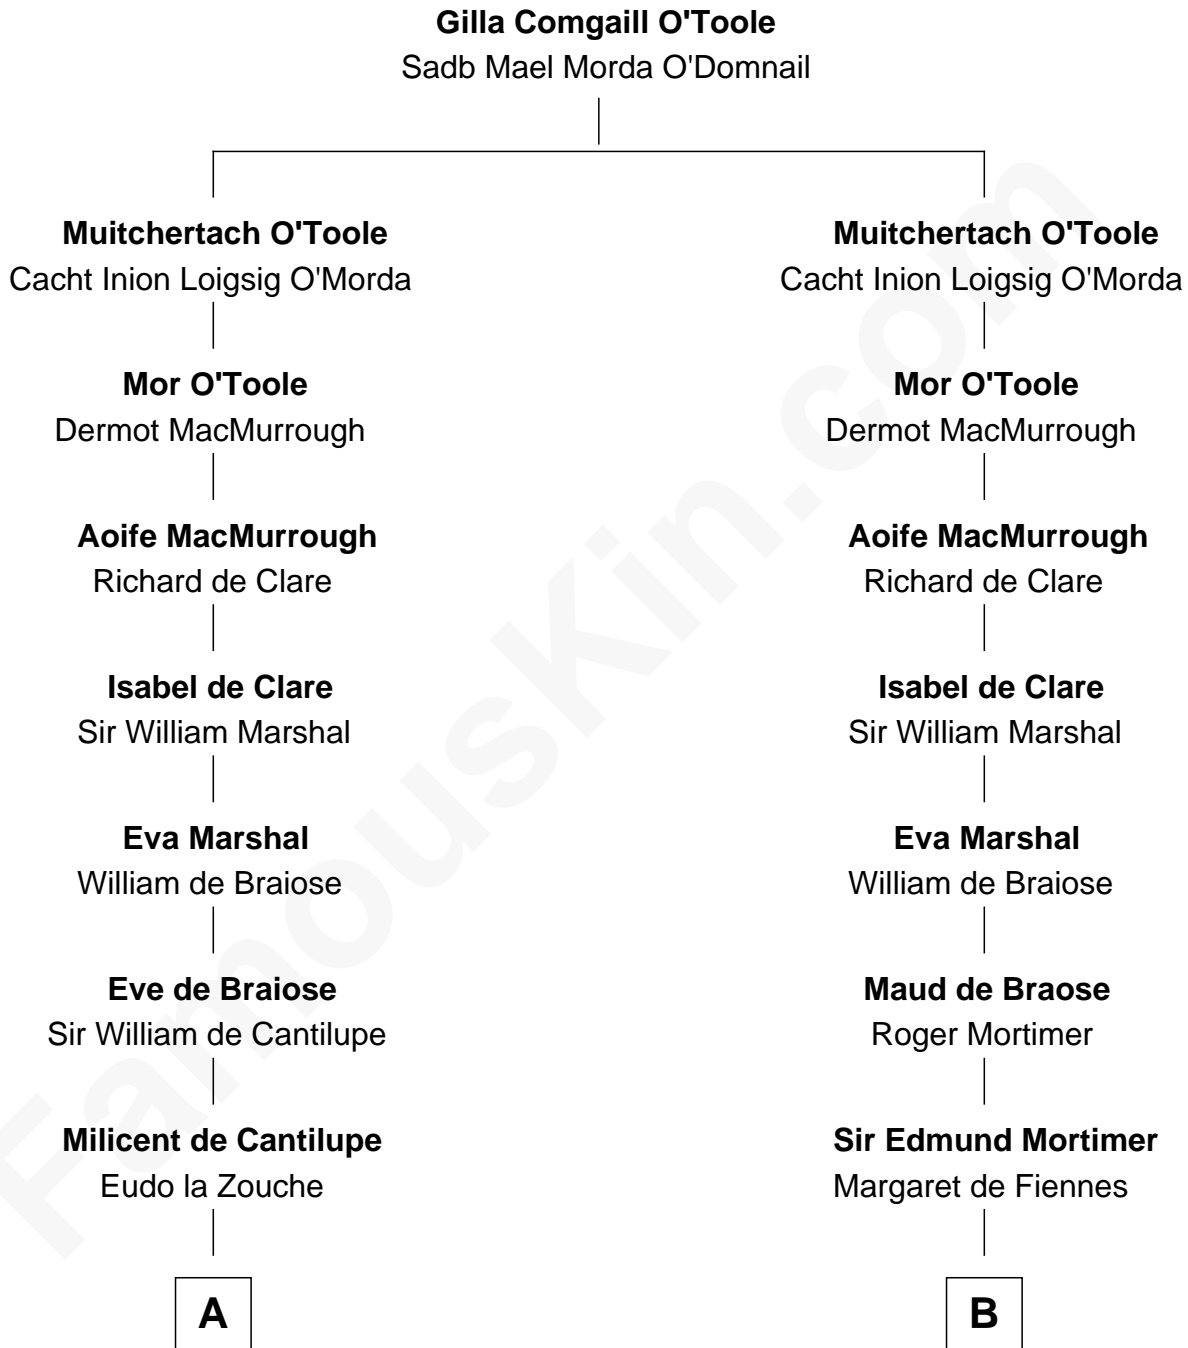 Gilla Comgaill O'Toole
Sadb Mael Morda O'Domnail
Muitchertach O'Toole
Cacht Inion Loigsig O'Morda
Mor O'Toole
Dermot MacMurrough
Aoife MacMurrough
Richard de Clare
Isabel de Clare
Sir William Marshal
Eva Marshal
William de Braiose
Eve de Braiose
Sir William de Cantilupe
Milicent de Cantilupe
Eudo la Zouche
A
Muitchertach O'Toole
Cacht Inion Loigsig O'Morda
Mor O'Toole
Dermot MacMurrough
Aoife MacMurrough
Richard de Clare
Isabel de Clare
Sir William Marshal
Eva Marshal
William de Braiose
Maud de Braose
Roger Mortimer
Sir Edmund Mortimer
Margaret de Fiennes
B
FamousKin.com